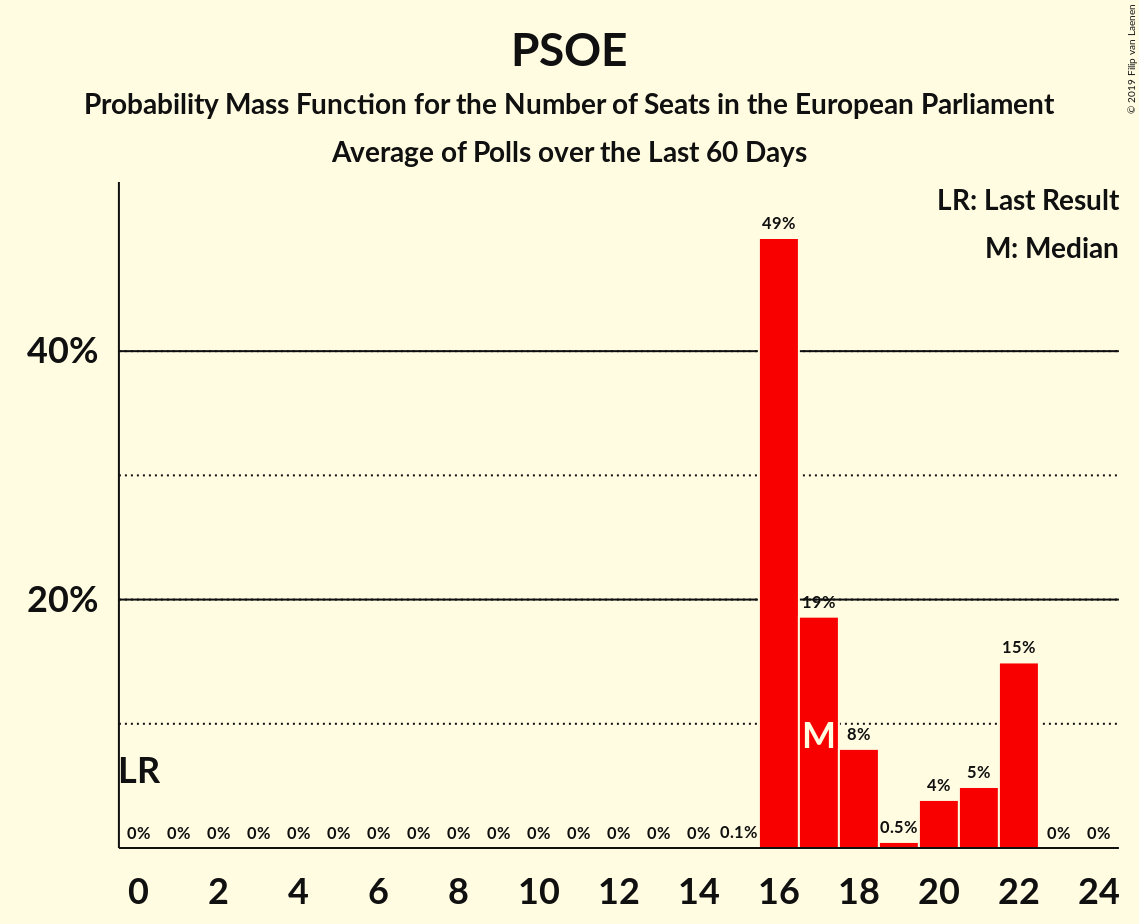 © 2019 Filip van Laenen
PSOE
Probability Mass Function for the Number of Seats in the European Parliament
Average of Polls over the Last 60 Days
LR: Last Result
M: Median
49%
40%
20%
19%
15%
M
8%
LR
5%
4%
0% 0% 0% 0% 0% 0% 0% 0% 0% 0% 0% 0% 0% 0% 0% 0.1% 0.5% 0% 0%
0 2 4 6 8 10 12 14 16 18 20 22 24